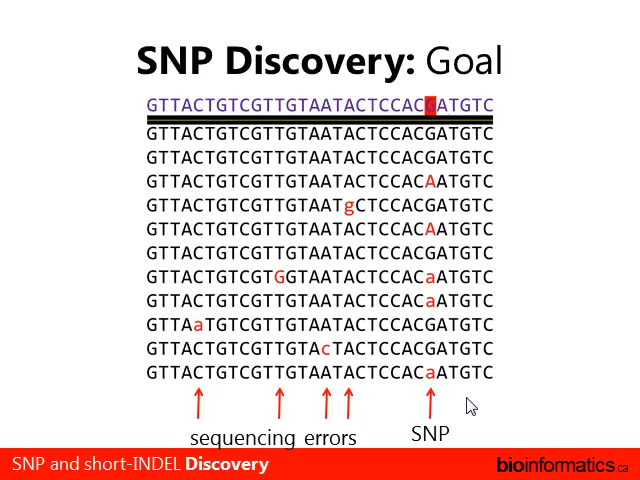 SNP Discovery: Goal
GTTACTGTCGTTGTAATACTCCACGATGTC
GTTACTGTCGTTGTAATACTCCACGATGTC
GTTACTGTCGTTGTAATACTCCACGATGTC
GTTACTGTCGTTGTAATACTCCACAATGTC
GTTACTGTCGTTGTAATgCTCCACGATGTC
GTTACTGTCGTTGTAATACTCCACAATGTC
GTTACTGTCGTTGTAATACTCCACGATGTC
GTTACTGTCGTGGTAATACTCCACaATGTC
GTTACTGTCGTTGTAATACTCCACaATGTC
GTTAaTGTCGTTGTAATACTCCACGATGTC
GTTACTGTCGTTGTAcTACTCCACGATGTC
GTTACTGTCGTTGTAATACTCCACaATGTC
sequencing errors
SNP
SNP and short-INDEL Discovery
bioinformatics.ca